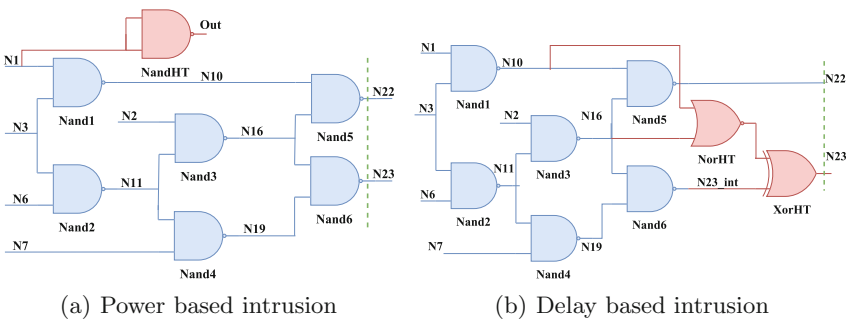 Out
N1
NandHT
N10
Nand1
N22
N3
N2
Nand5
N16
Nand3
N11
N23
N6
Nand2
N19
Nand6
N7
Nand4
(a) Power based intrusion
N1
N10
N22
Nand1
N3
N2
N16
Nand5
NorHT
N23
N11
Nand3
N23_int
N6
Nand2
XorHT
Nand6
N7
N19
Nand4
(b) Delay based intrusion